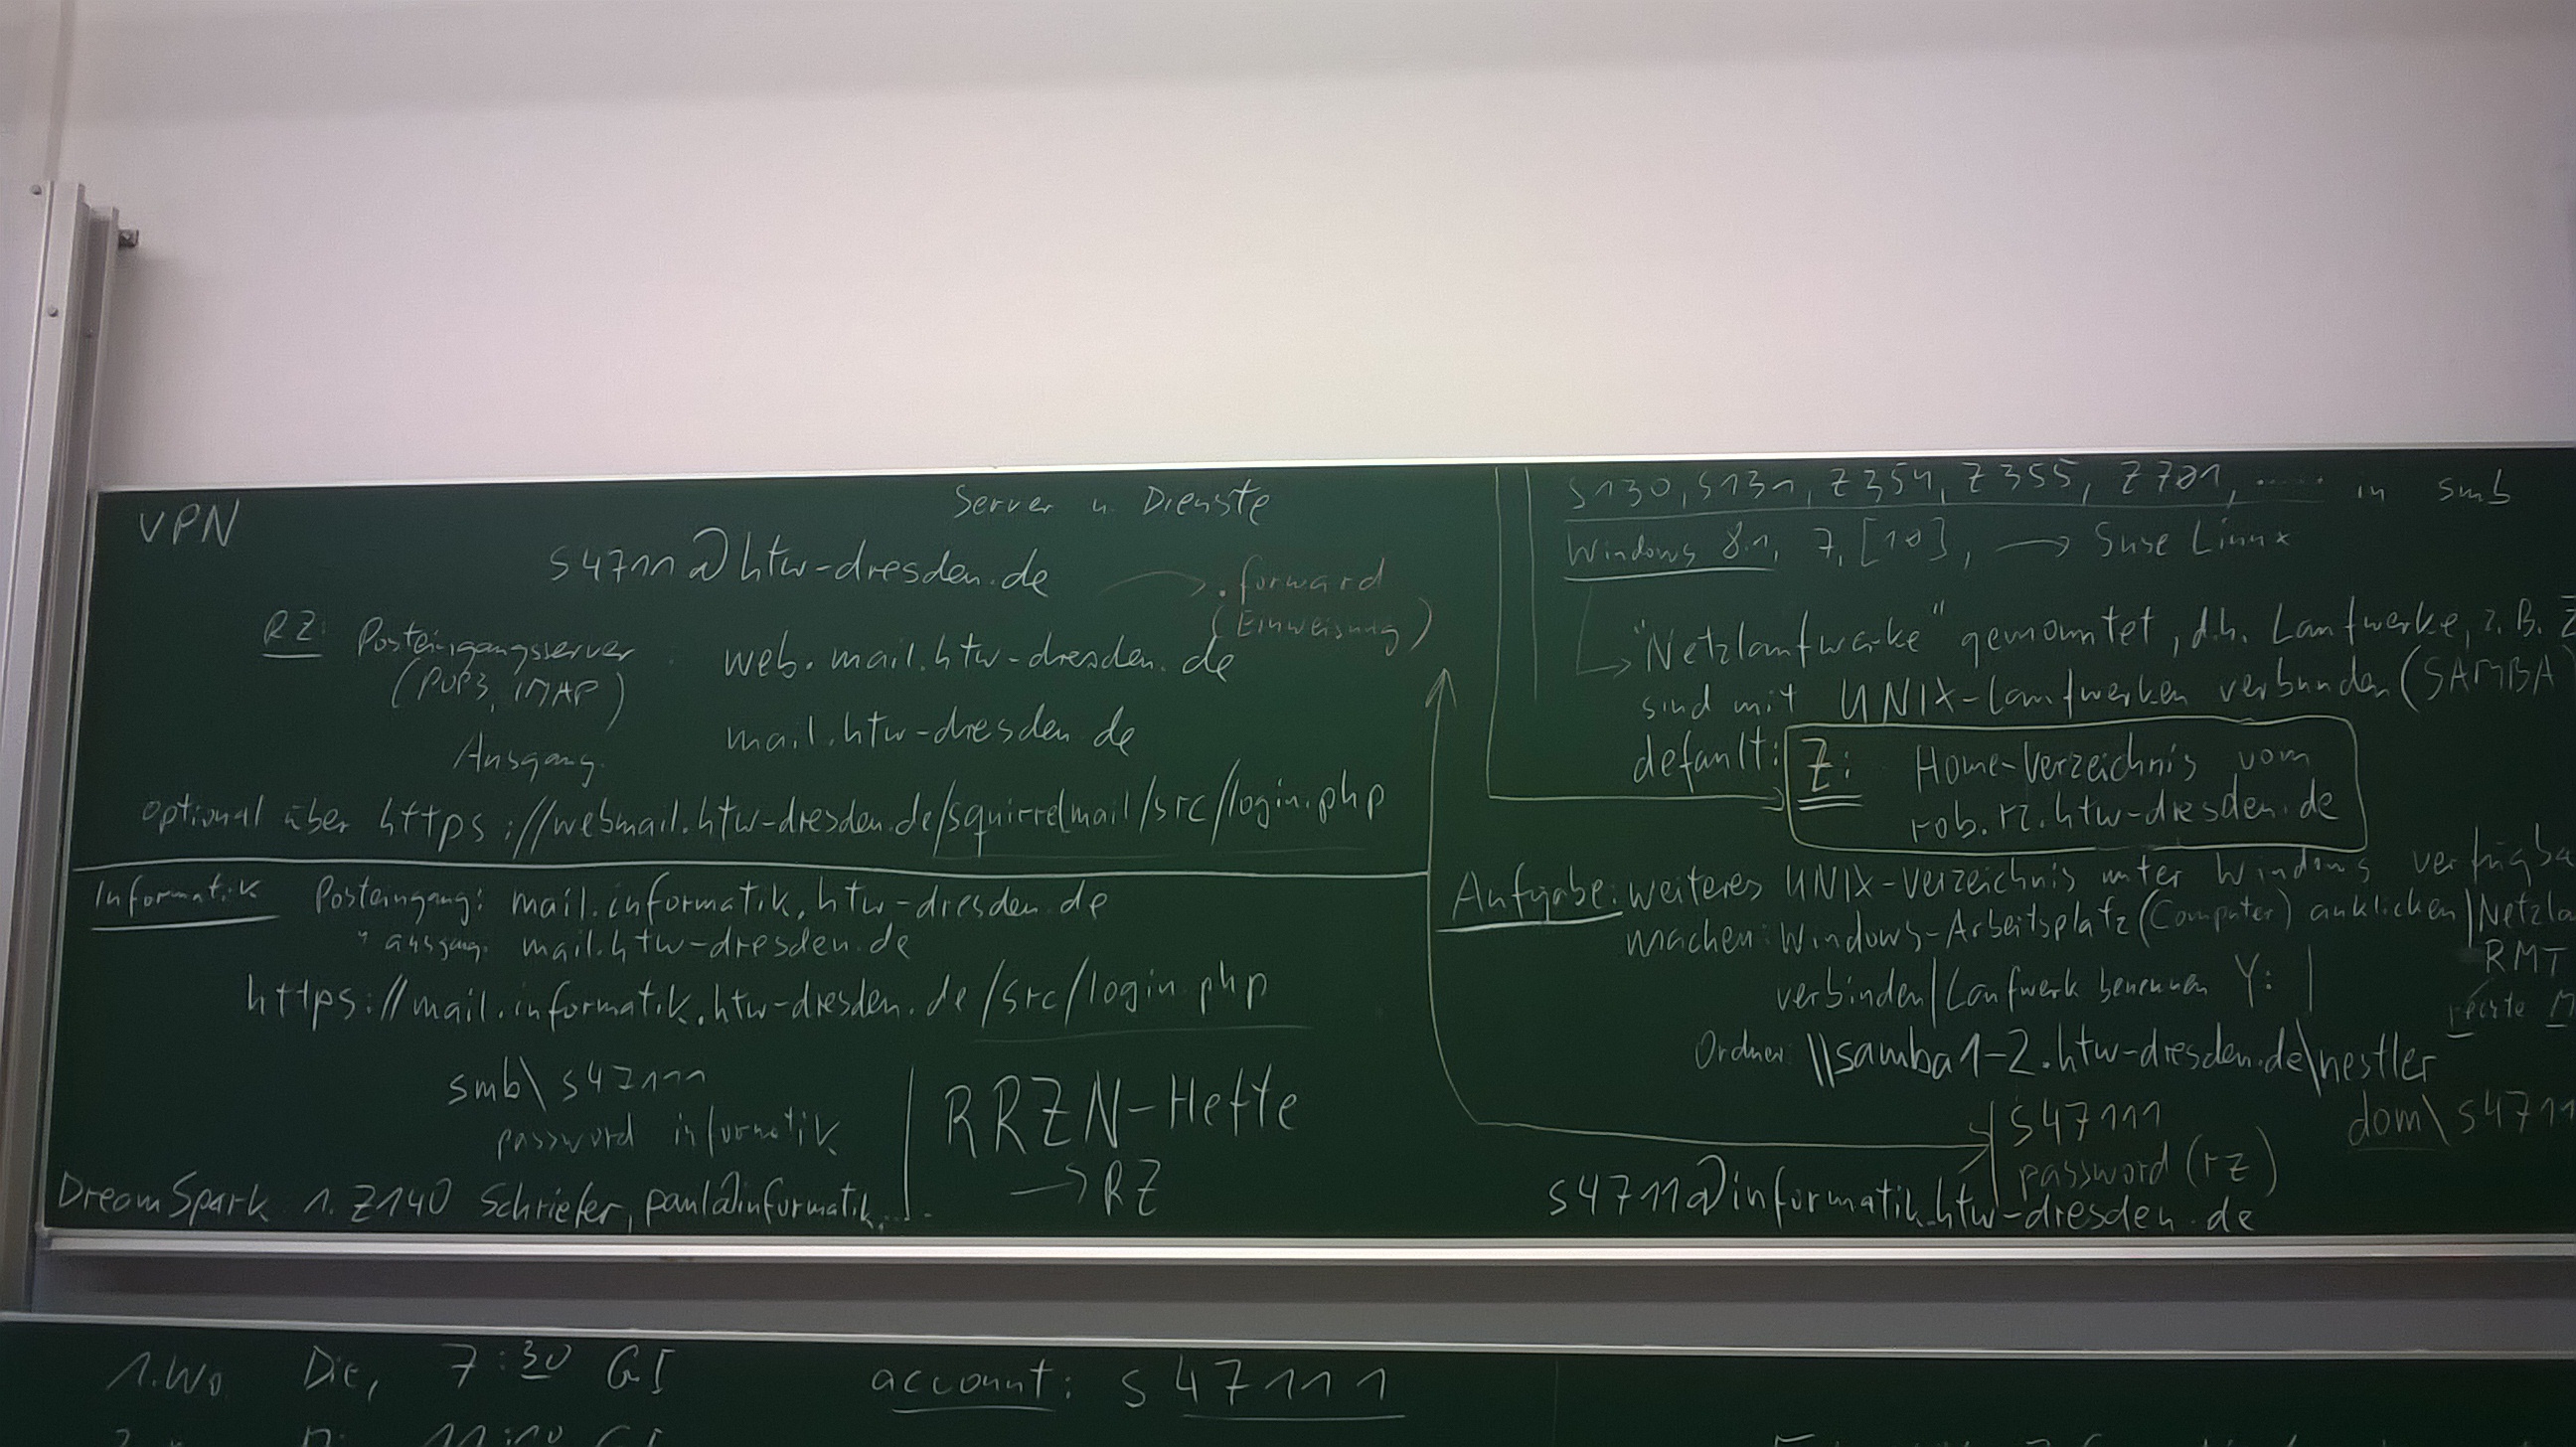 VPN
Server u. Dienste
s4711@htw-dresden.de
.forward
(Einweisung)
RZ: Posteingangsserver : web.mail.htw-dresden.de
(POP3, IMAP)
Ausgang. mail.htw-dresden.de
optional über https://webmail.htw-dresden.de/squirrelmail/src/login.php
Informatik Posteingang: mail.informatik.htw-dresden.de
" ausgang. mail.htw-dresden.de
https://mail.informatik.htw-dresden.de/src/login.php
smb\s47111
password informatik
RRZN-Hefte
→ RZ
DreamSpark 1. Z140 Schriefer, paul@informatik.....
S130, S131, Z354, Z355, Z701, ...... in smb
Windows 8.1, 7, [10], → Suse Linux
"Netzlaufwerke" gemountet, d.h. Laufwerke, z.B. Z
sind mit UNIX-Laufwerken verbunden (SAMBA)
default: Z: Home-Verzeichnis vom
rob.rz.htw-dresden.de
Aufgabe: weiteres UNIX-Verzeichnis unter Windows verfügba
machen: Windows-Arbeitsplatz (Computer) anklicken | Netzla
RMT
verbinden | Laufwerk benennen Y: |
rechte M
Ordner: \\samba1-2.htw-dresden.de\nestler
s47111
password (rz)
dom\s4711
s4711@informatik.htw-dresden.de
1.Wo Die, 7:30 GI
account: s47111
11:10 GI